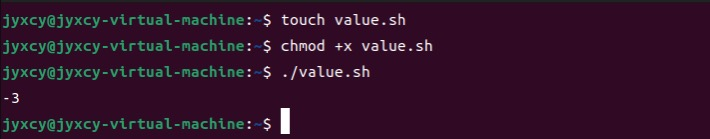 jyxcy@jyxcy-virtual-machine:~$ touch value.sh
jyxcy@jyxcy-virtual-machine:~$ chmod +x value.sh
jyxcy@jyxcy-virtual-machine:~$ ./value.sh
-3
jyxcy@jyxcy-virtual-machine:~$